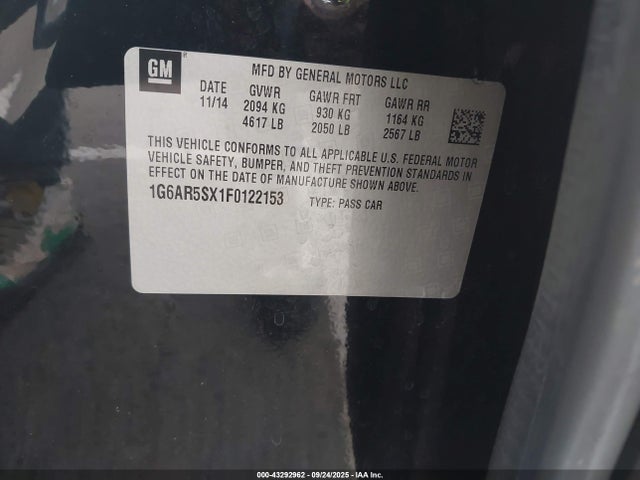 GM
MFD BY GENERAL MOTORS LLC
DATE GVWR GAWR FRT GAWR RR
11/14 2094 KG 930 KG 1164 KG
4617 LB 2050 LB 2567 LB
THIS VEHICLE CONFORMS TO ALL APPLICABLE U.S. FEDERAL MOTOR
VEHICLE SAFETY, BUMPER, AND THEFT PREVENTION STANDARDS IN
EFFECT ON THE DATE OF MANUFACTURE SHOWN ABOVE.
1G6AR5SX1F0122153 TYPE: PASS CAR
000-43292962 - 09/24/2025 - IAA Inc.